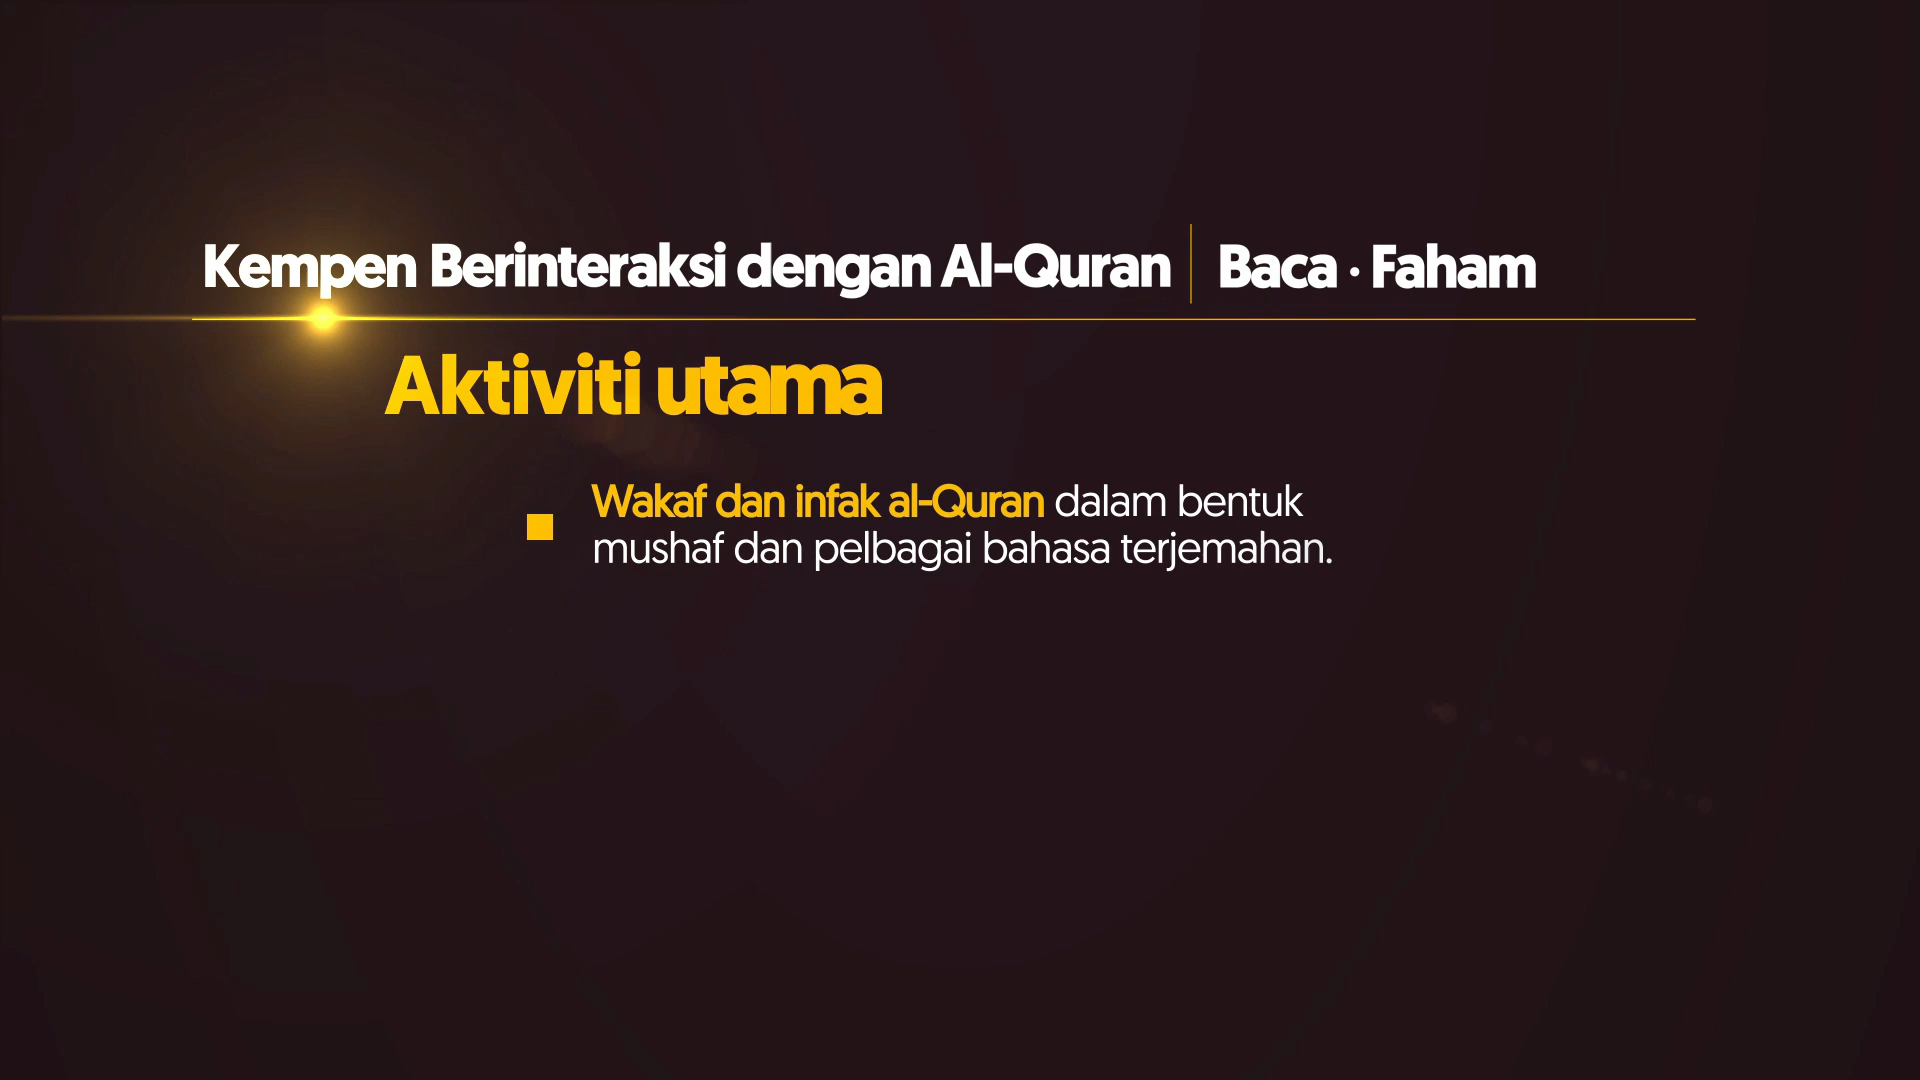 Kempen Berinteraksi dengan Al-Quran Baca · Faham
Aktiviti utama
Wakaf dan infak al-Quran dalam bentuk
mushaf dan pelbagai bahasa terjemahan.